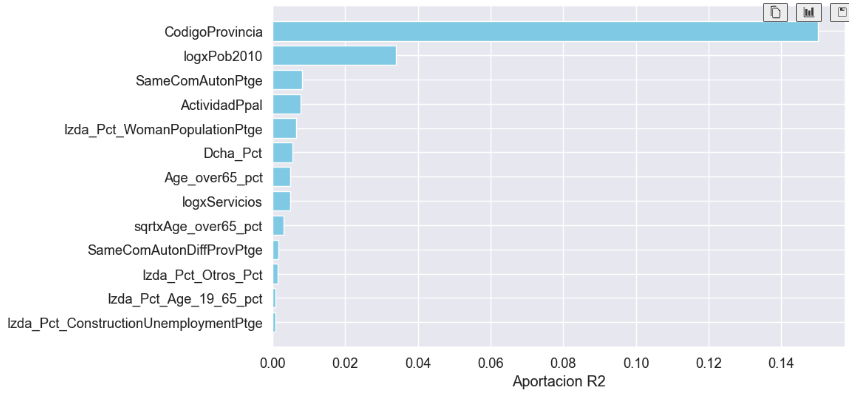 CodigoProvincia
logxPob2010
SameComAutonPtge
ActividadPpal
Izda_Pct_WomanPopulationPtge
Dcha_Pct
Age_over65_pct
logxServicios
sqrtxAge_over65_pct
SameComAutonDiffProvPtge
Izda_Pct_Otros_Pct
Izda_Pct_Age_19_65_pct
Izda_Pct_ConstructionUnemploymentPtge
0.00 0.02 0.04 0.06 0.08 0.10 0.12 0.14
Aportacion R2